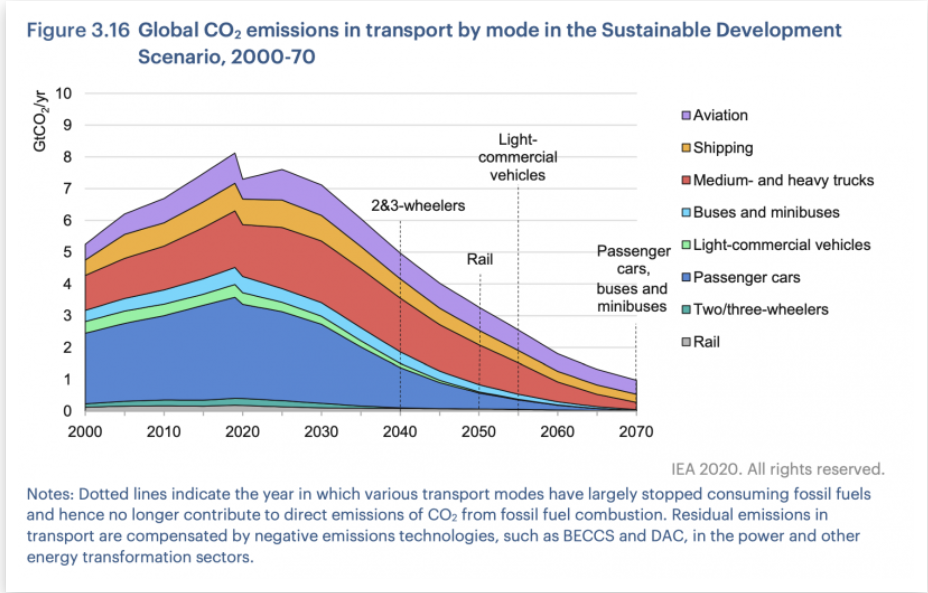 Figure 3.16 Global CO₂ emissions in transport by mode in the Sustainable Development
Scenario, 2000-70
GtCO₂/yr
10
9
8
7
6
5
4
3
2
1
0
2000
2010
2020
2030
2040
2050
2060
2070
2&3-wheelers
Rail
Light-
commercial
vehicles
Passenger
cars,
buses and
minibuses
Aviation
Shipping
Medium- and heavy trucks
Buses and minibuses
Light-commercial vehicles
Passenger cars
Two/three-wheelers
Rail
IEA 2020. All rights reserved.
Notes: Dotted lines indicate the year in which various transport modes have largely stopped consuming fossil fuels
and hence no longer contribute to direct emissions of CO₂ from fossil fuel combustion. Residual emissions in
transport are compensated by negative emissions technologies, such as BECCS and DAC, in the power and other
energy transformation sectors.